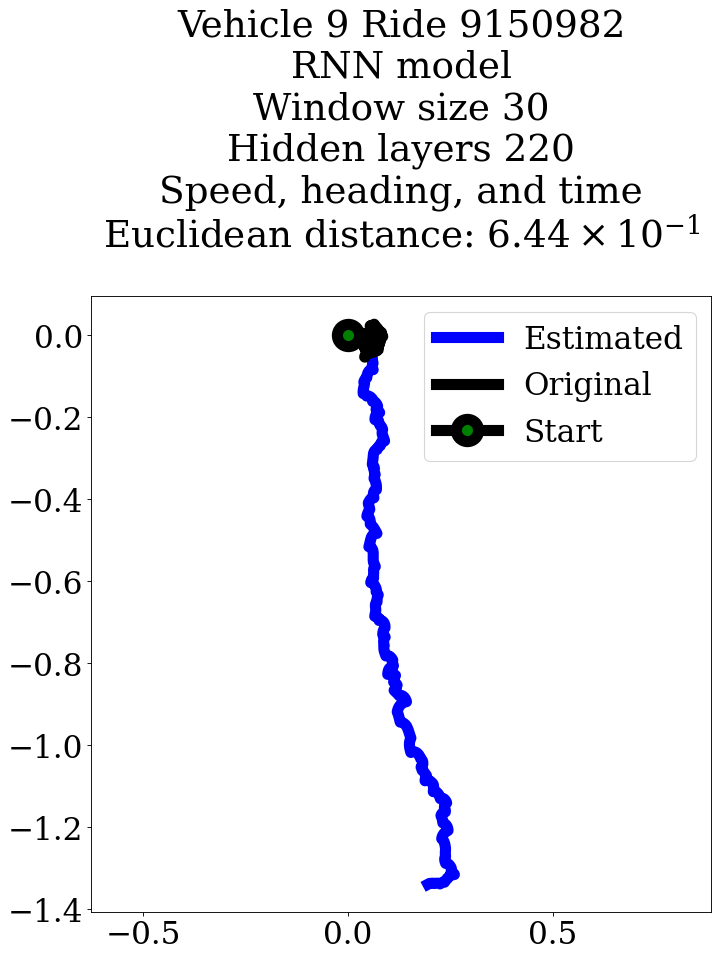 Vehicle 9 Ride 9150982
RNN model
Window size 30
Hidden layers 220
Speed, heading, and time
Euclidean distance: 6.44 × 10⁻¹
Estimated
Original
Start
0.0
−0.2
−0.4
−0.6
−0.8
−1.0
−1.2
−1.4
−0.5
0.0
0.5